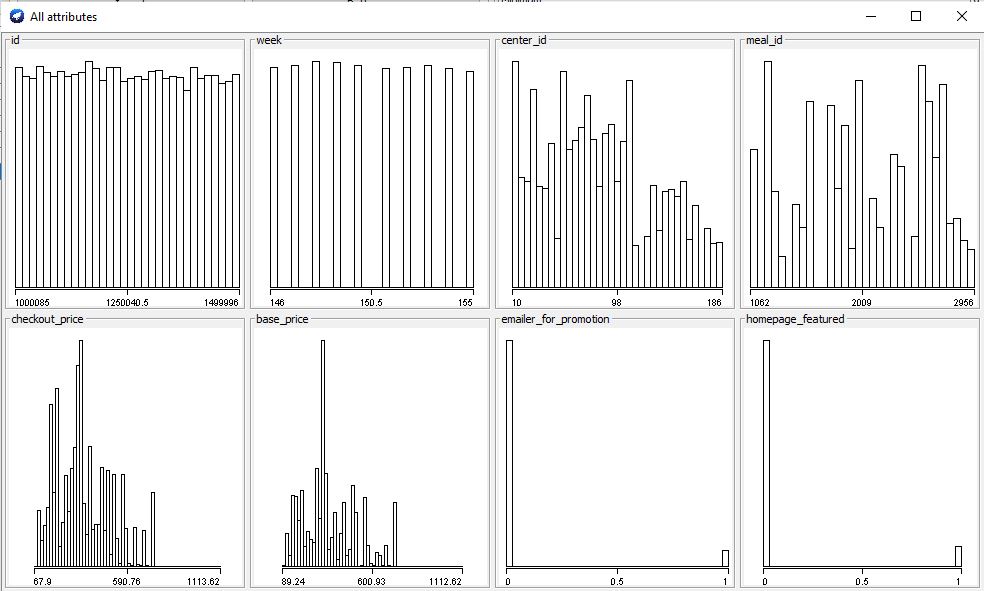 All attributes
id
week
center_id
meal_id
1000085 1250040.5 1499996
146 150.5 155
10 98 186
1062 2009 2956
checkout_price
base_price
emailer_for_promotion
homepage_featured
67.9 590.76 1113.62
89.24 600.93 1112.62
0 0.5 1
0 0.5 1